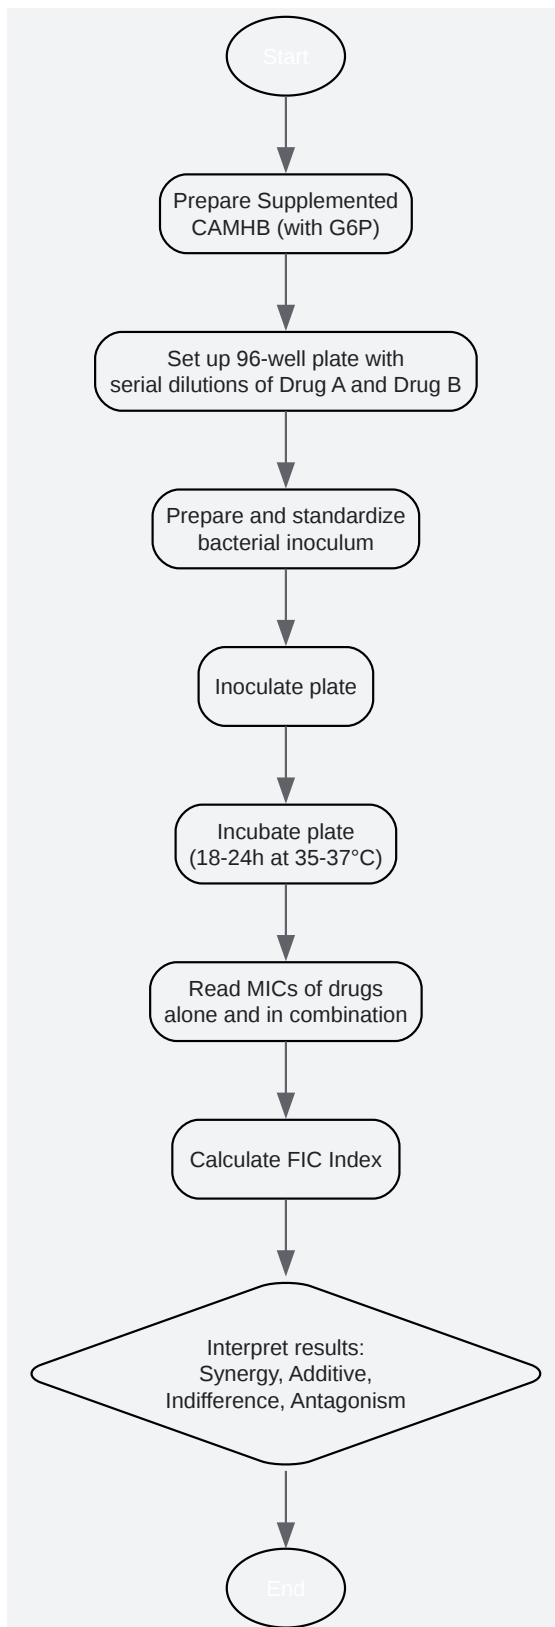 Start
Prepare Supplemented
CAMHB (with G6P)
Set up 96-well plate with
serial dilutions of Drug A and Drug B
Prepare and standardize
bacterial inoculum
Inoculate plate
Incubate plate
(18-24h at 35-37°C)
Read MICs of drugs
alone and in combination
Calculate FIC Index
Interpret results:
Synergy, Additive,
Indifference, Antagonism
End